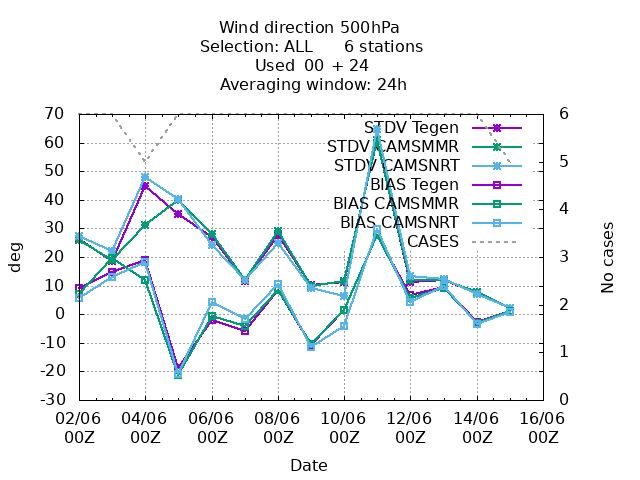 Wind direction 500hPa
Selection: ALL 6 stations
Used 00 + 24
Averaging window: 24h
70
60
50
40
30
20
10
0
-10
-20
-30
deg
STDV Tegen
STDV CAMSMMR
STDV CAMSNRT
BIAS Tegen
BIAS CAMSMMR
BIAS CAMSNRT
CASES
6
5
4
3
2
1
0
No cases
02/06 04/06 06/06 08/06 10/06 12/06 14/06 16/06
00Z 00Z 00Z 00Z 00Z 00Z 00Z 00Z
Date